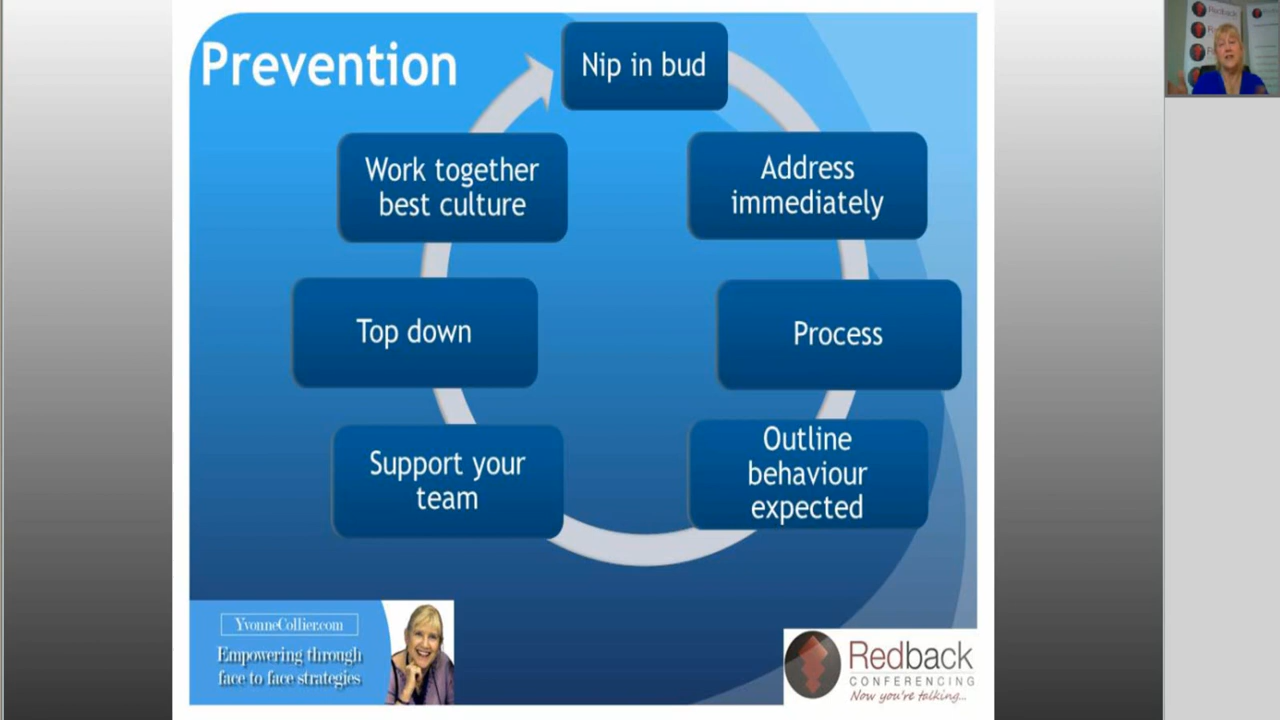 Prevention
Nip in bud
Address
immediately
Process
Outline
behaviour
expected
Support your
team
Top down
Work together
best culture
YvonneCollier.com
Empowering through
face to face strategies
Redback
CONFERENCING
Now you're talking...